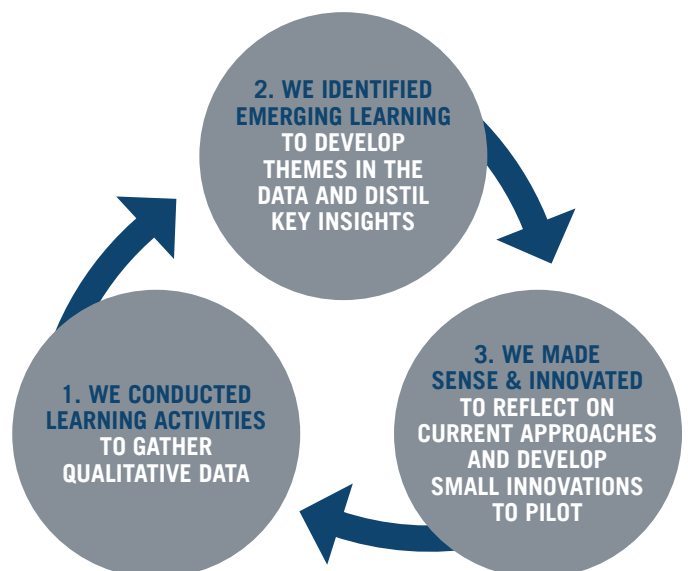 1. WE CONDUCTED
LEARNING ACTIVITIES
TO GATHER
QUALITATIVE DATA
2. WE IDENTIFIED
EMERGING LEARNING
TO DEVELOP
THEMES IN THE
DATA AND DISTIL
KEY INSIGHTS
3. WE MADE
SENSE & INNOVATED
TO REFLECT ON
CURRENT APPROACHES
AND DEVELOP
SMALL INNOVATIONS
TO PILOT